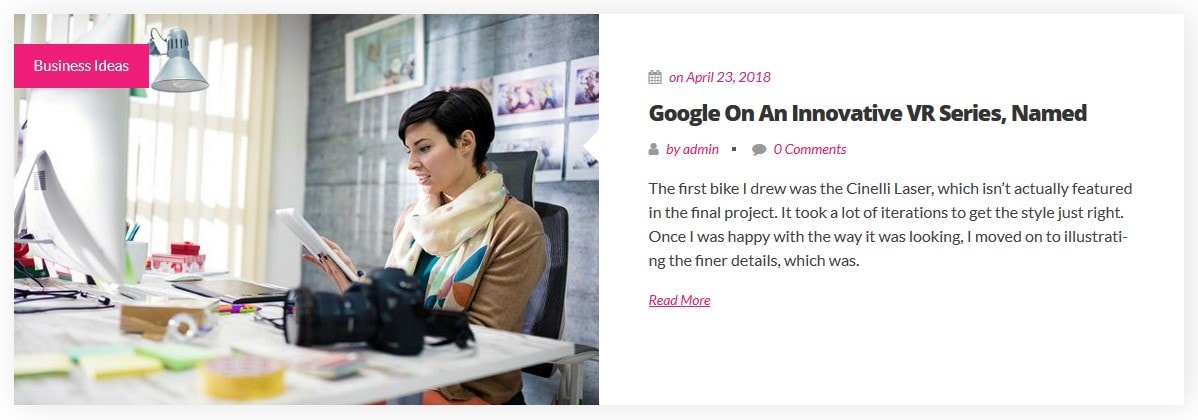 Business Ideas
on April 23, 2018
Google On An Innovative VR Series, Named
by admin ▪ 0 Comments
The first bike I drew was the Cinelli Laser, which isn’t actually featured
in the final project. It took a lot of iterations to get the style just right.
Once I was happy with the way it was looking, I moved on to illustrati-
ng the finer details, which was.
Read More